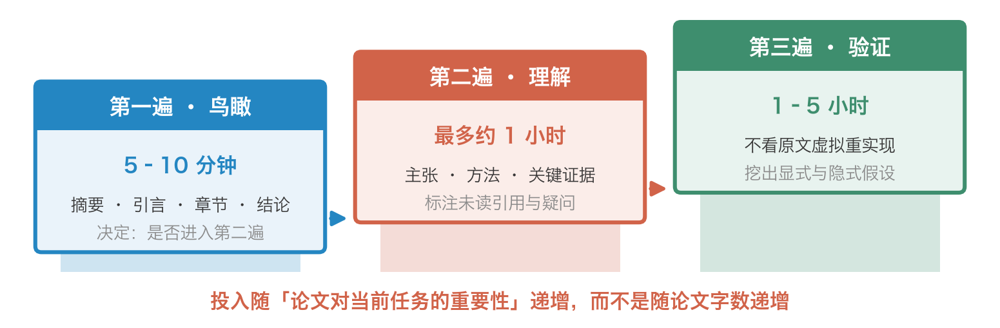 第一遍 · 鸟瞰
5 - 10 分钟
摘要 · 引言 · 章节 · 结论
决定：是否进入第二遍
第二遍 · 理解
最多约 1 小时
主张 · 方法 · 关键证据
标注未读引用与疑问
第三遍 · 验证
1 - 5 小时
不看原文虚拟重实现
挖出显式与隐式假设
投入随「论文对当前任务的重要性」递增，而不是随论文字数递增